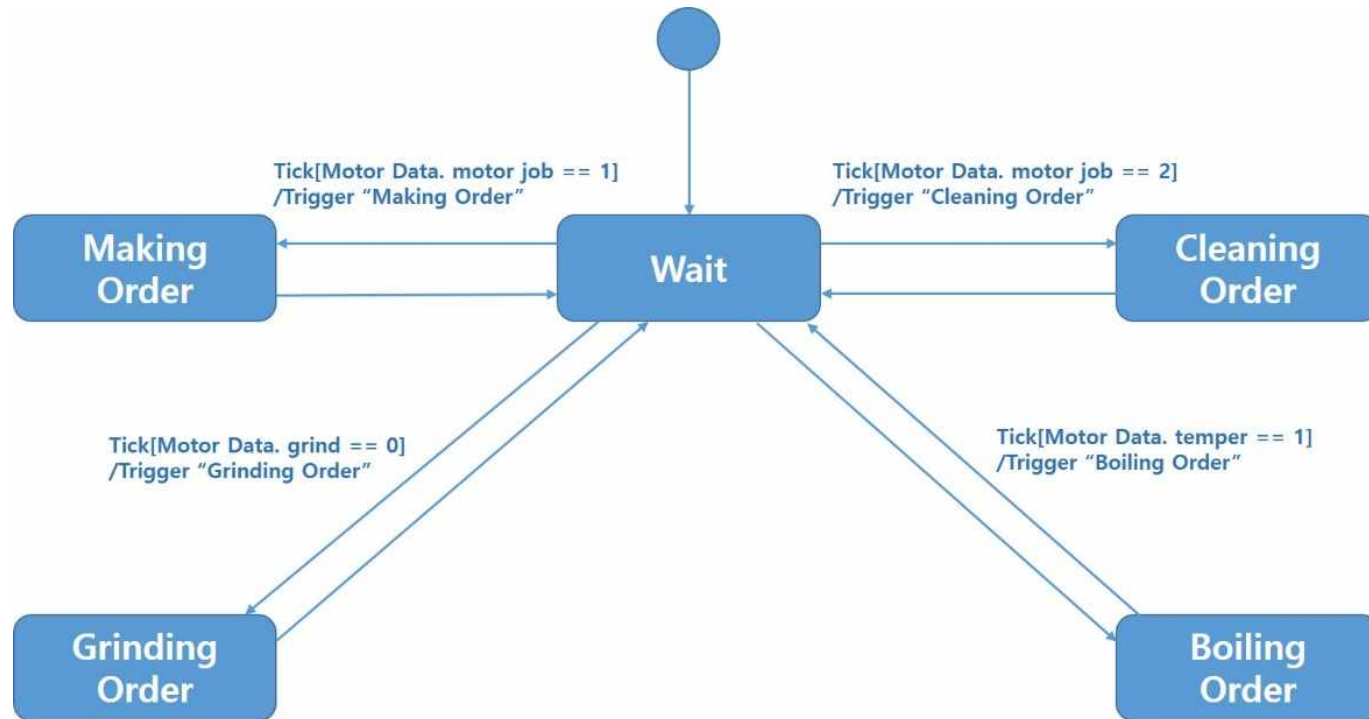 Tick[Motor Data. motor job == 1]
/Trigger “Making Order”
Tick[Motor Data. motor job == 2]
/Trigger “Cleaning Order”
Making
Order
Wait
Cleaning
Order
Tick[Motor Data. grind == 0]
/Trigger “Grinding Order”
Tick[Motor Data. temper == 1]
/Trigger “Boiling Order”
Grinding
Order
Boiling
Order